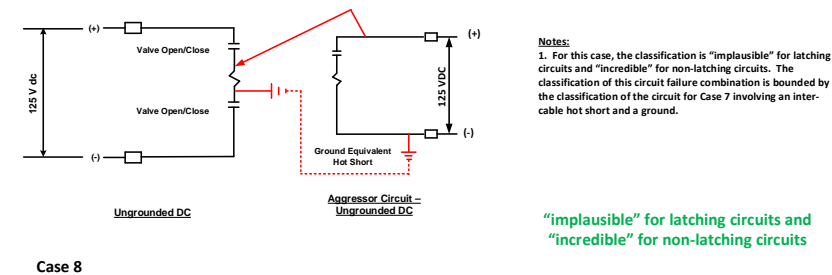 (+)
125 V dc
Valve Open/Close
Valve Open/Close
(-)
Ungrounded DC
(+)
125 VDC
(-)
Ground Equivalent
Hot Short
Aggressor Circuit –
Ungrounded DC
Notes:
1. For this case, the classification is “implausible” for latching
circuits and “incredible” for non-latching circuits. The
classification of this circuit failure combination is bounded by
the classification of the circuit for Case 7 involving an inter-
cable hot short and a ground.
“implausible” for latching circuits and
“incredible” for non-latching circuits
Case 8